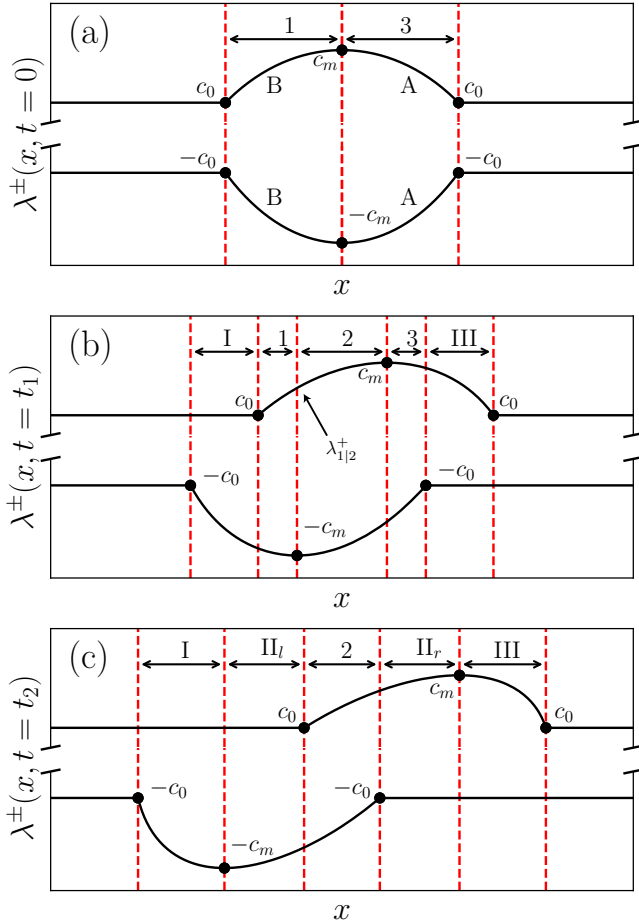 (a)
1 3
c_0 B c_m A c_0
-c_0 B -c_m A -c_0
λ^±(x, t = 0)
x
(b)
I 1 2 3 III
c_0 c_m c_0
λ^+_{1|2}
-c_0 -c_m -c_0
λ^±(x, t = t_1)
x
(c)
I II_l 2 II_r III
c_0 c_m c_0
-c_0 -c_m -c_0
λ^±(x, t = t_2)
x